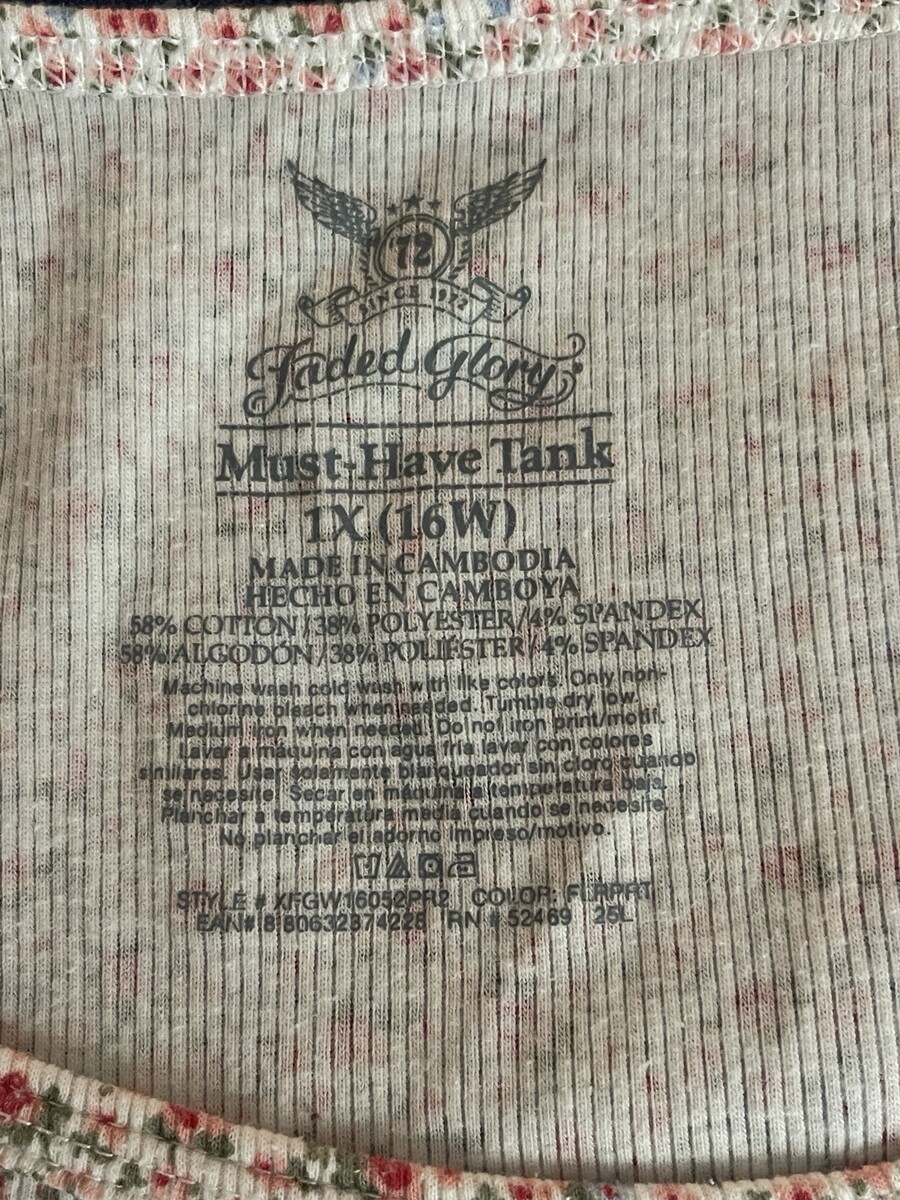 72
SINCE 1972
Faded Glory
Must-Have Tank
1X (16W)
MADE IN CAMBODIA
HECHO EN CAMBOYA
58% COTTON / 38% POLYESTER / 4% SPANDEX
58% ALGODÓN / 38% POLIÉSTER / 4% SPANDEX
Machine wash cold wash with like colors. Only non-
chlorine bleach when needed. Tumble dry low.
Medium iron when needed. Do not iron print/motif.
Lavar a máquina con agua fría lavar con colores
similares. Usar solamente blanqueador sin cloro cuando
se necesite. Secar en máquina a temperatura baja.
Planchar a temperatura media cuando se necesite.
No planchar el adorno impreso/motivo.
STYLE # XFGW16052PR2 COLOR: FLRPRT
EAN# 8 80632374228 RN # 52469 25L